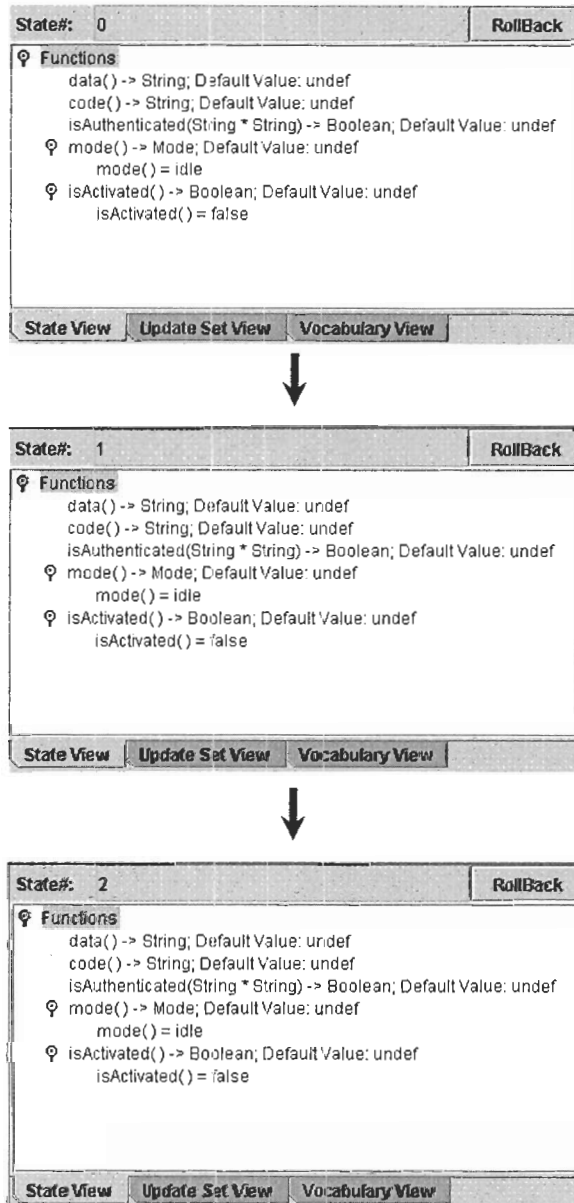 State#: 0 RollBack
Functions
data() -> String; Default Value: undef
code() -> String; Default Value: undef
isAuthenticated(String * String) -> Boolean; Default Value: undef
mode() -> Mode; Default Value: undef
mode() = idle
isActivated() -> Boolean; Default Value: undef
isActivated() = false
State View Update Set View Vocabulary View
State#: 1 RollBack
Functions
data() -> String; Default Value: undef
code() -> String; Default Value: undef
isAuthenticated(String * String) -> Boolean; Default Value: undef
mode() -> Mode; Default Value: undef
mode() = idle
isActivated() -> Boolean; Default Value: undef
isActivated() = false
State View Update Set View Vocabulary View
State#: 2 RollBack
Functions
data() -> String; Default Value: undef
code() -> String; Default Value: undef
isAuthenticated(String * String) -> Boolean; Default Value: undef
mode() -> Mode; Default Value: undef
mode() = idle
isActivated() -> Boolean; Default Value: undef
isActivated() = false
State View Update Set View Vocabulary View